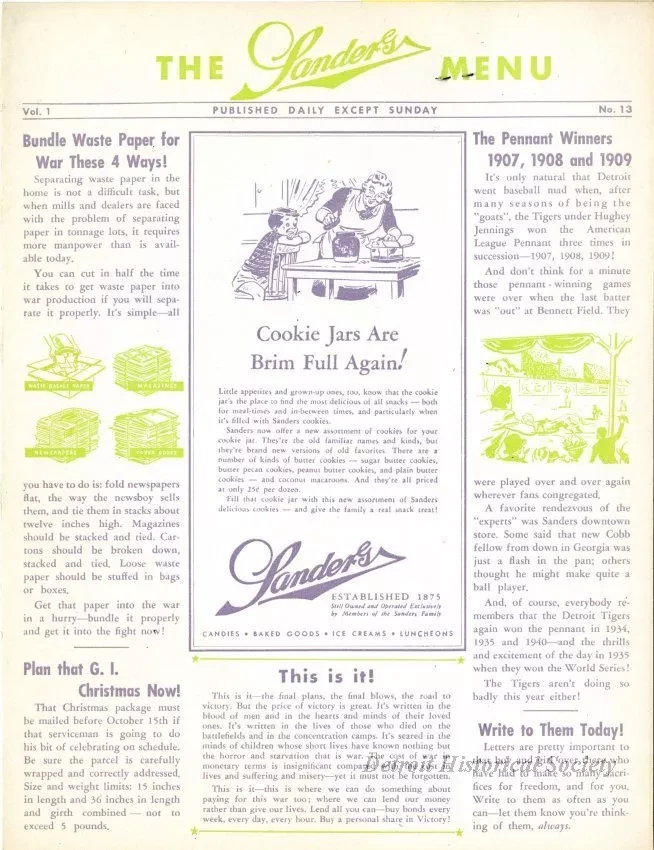 THE Sanders MENU
Vol. 1
PUBLISHED DAILY EXCEPT SUNDAY
No. 13
Bundle Waste Paper for
War These 4 Ways!
Separating waste paper in the
home is not a difficult task, but
when mills and dealers are faced
with the problem of separating
paper in tonnage lots, it requires
more manpower than is avail-
able today.
You can cut in half the time
it takes to get waste paper into
war production if you will sepa-
rate it properly. It's simple—all
WASTE BASKET PAPER
MAGAZINES
NEWSPAPERS
you have to do is: fold newspapers
flat, the way the newsboy sells
them, and tie them in stacks about
twelve inches high. Magazines
should be stacked and tied. Car-
tons should be broken down,
stacked and tied. Loose waste
paper should be stuffed in bags
or boxes.
Get that paper into the war
in a hurry—bundle it properly
and get it into the fight now!
Plan that G. I.
Christmas Now!
That Christmas package must
be mailed before October 15th if
that serviceman is going to do
his bit of celebrating on schedule.
Be sure the parcel is carefully
wrapped and correctly addressed.
Size and weight limits: 15 inches
in length and 36 inches in length
and girth combined — not to
exceed 5 pounds.
Cookie Jars Are
Brim Full Again!
Little appetites and grown-up ones, too, know that the cookie
jar's the place to find the most delicious of all snacks — both
for meal-times and in-between times, and particularly when
it's filled with Sanders cookies.
Sanders now offer a new assortment of cookies for your
cookie jar. They're the old familiar names and kinds, but
they're brand new versions of old favorites. There are a
number of kinds of butter cookies — sugar butter cookies,
butter pecan cookies, peanut butter cookies, and plain butter
cookies — and coconut macaroons. And they're all priced
at only 25¢ per dozen.
Fill that cookie jar with this new assortment of Sanders
delicious cookies — and give the family a real snack treat!
Sanders
ESTABLISHED 1875
Still Owned and Operated Exclusively
by Members of the Sanders Family
CANDIES • BAKED GOODS • ICE CREAMS • LUNCHEONS
This is it!
This is it—the final plans, the final blows, the road to
victory. But the price of victory is great. It's written in the
blood of men and in the hearts and minds of their loved
ones. It's written in the lives of those who died on the
battlefields and in the concentration camps. It's seared in the
minds of children whose short lives have known nothing but
the horror and starvation that is war. The cost of war in
monetary terms is insignificant compared to its cost in
lives and suffering and misery—yet it must not be forgotten.
This is it—this is where we can do something about
paying for this war too; where we can lend our money
rather than give our lives. Lend all you can—buy bonds every
week, every day, every hour. Buy a personal share in Victory!
The Pennant Winners
1907, 1908 and 1909
It's only natural that Detroit
went baseball mad when, after
many seasons of being the
"goats", the Tigers under Hughey
Jennings won the American
League Pennant three times in
succession—1907, 1908, 1909!
And don't think for a minute
those pennant-winning games
were over when the last batter
was "out" at Bennett Field. They
were played over and over again
wherever fans congregated.
A favorite rendezvous of the
"experts" was Sanders downtown
store. Some said that new Cobb
fellow from down in Georgia was
just a flash in the pan; others
thought he might make quite a
ball player.
And, of course, everybody re-
members that the Detroit Tigers
again won the pennant in 1934,
1935 and 1940—and the thrills
and excitement of the day in 1935
when they won the World Series!
The Tigers aren't doing so
badly this year either!
Write to Them Today!
Letters are pretty important to
that lad and girl over there who
have had to make so many sacri-
fices for freedom, and for you.
Write to them as often as you
can—let them know you're think-
ing of them, always.
Detroit Historical Society